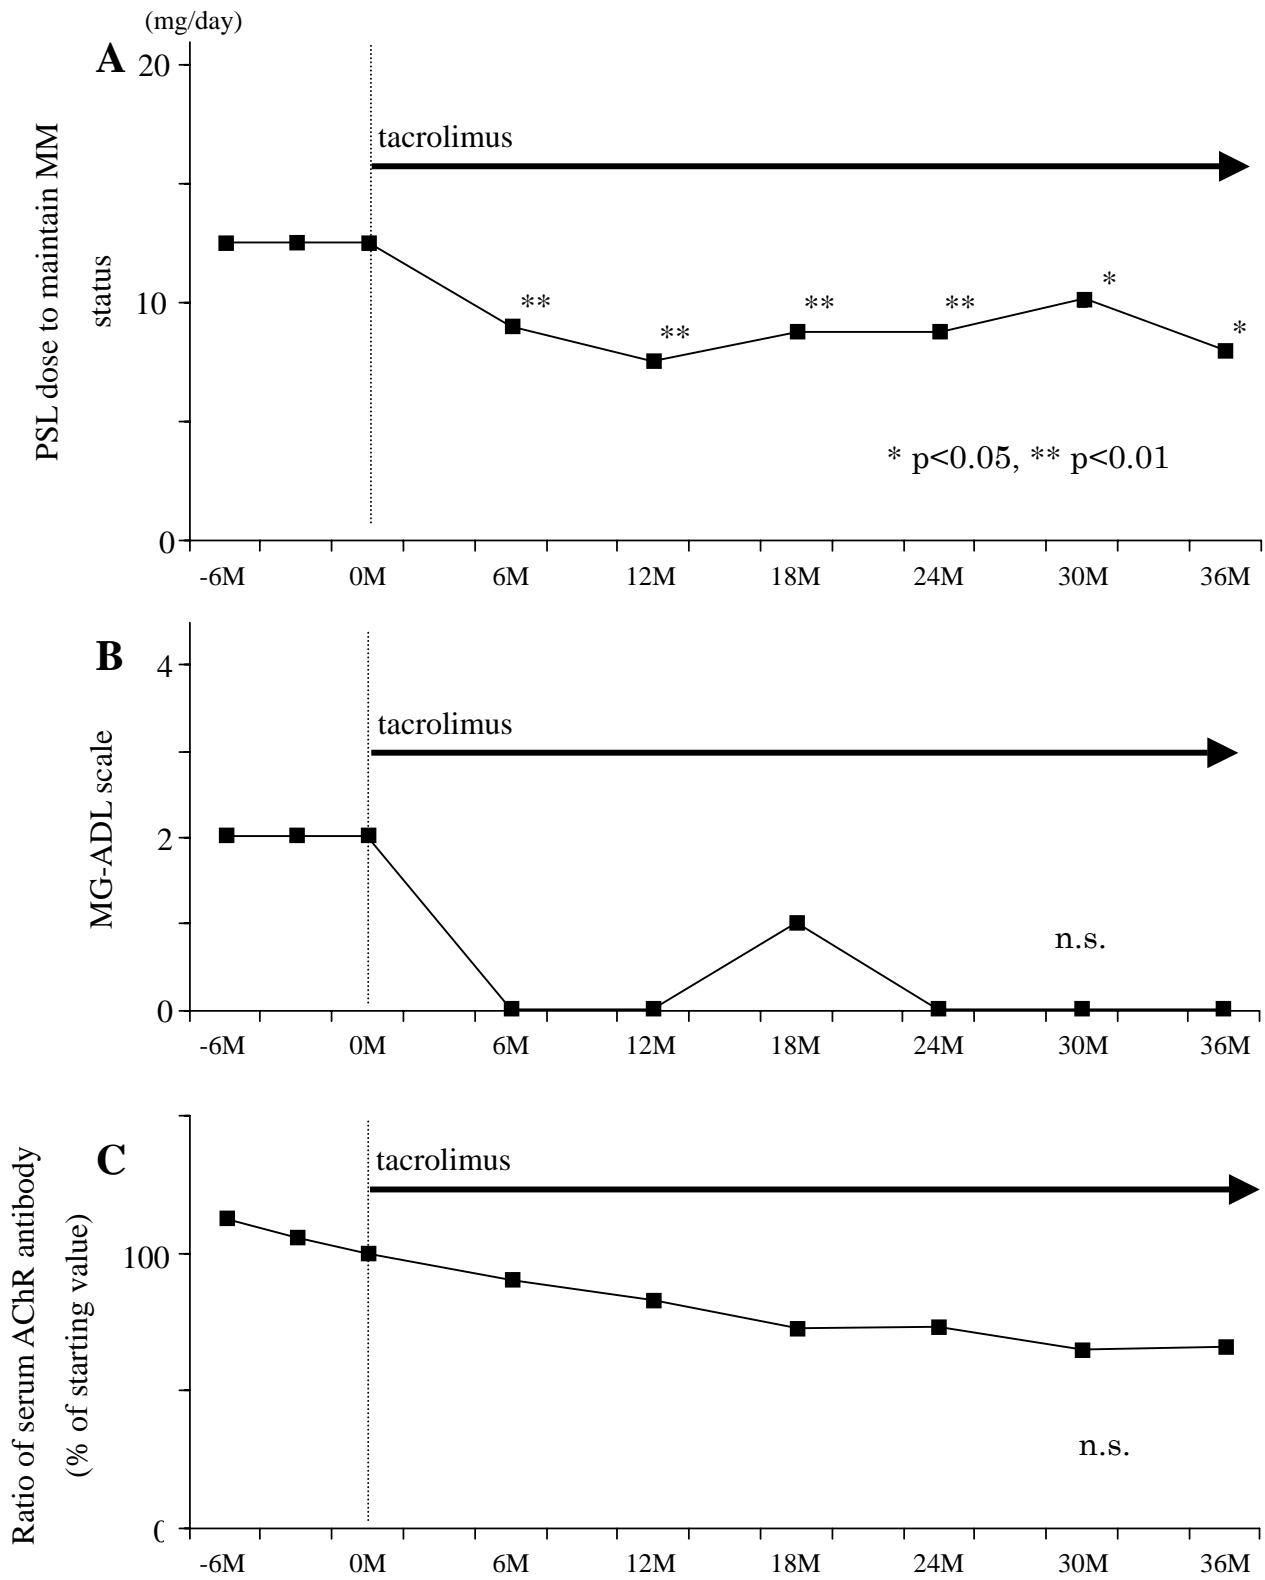 (mg/day)
A
20
tacrolimus
PSL dose to maintain MM
status
10
**
**
**
**
*
*
* p<0.05, ** p<0.01
0
-6M 0M 6M 12M 18M 24M 30M 36M
B
4
tacrolimus
MG-ADL scale
2
n.s.
0
-6M 0M 6M 12M 18M 24M 30M 36M
C
tacrolimus
Ratio of serum AChR antibody
(% of starting value)
100
n.s.
-6M 0M 6M 12M 18M 24M 30M 36M